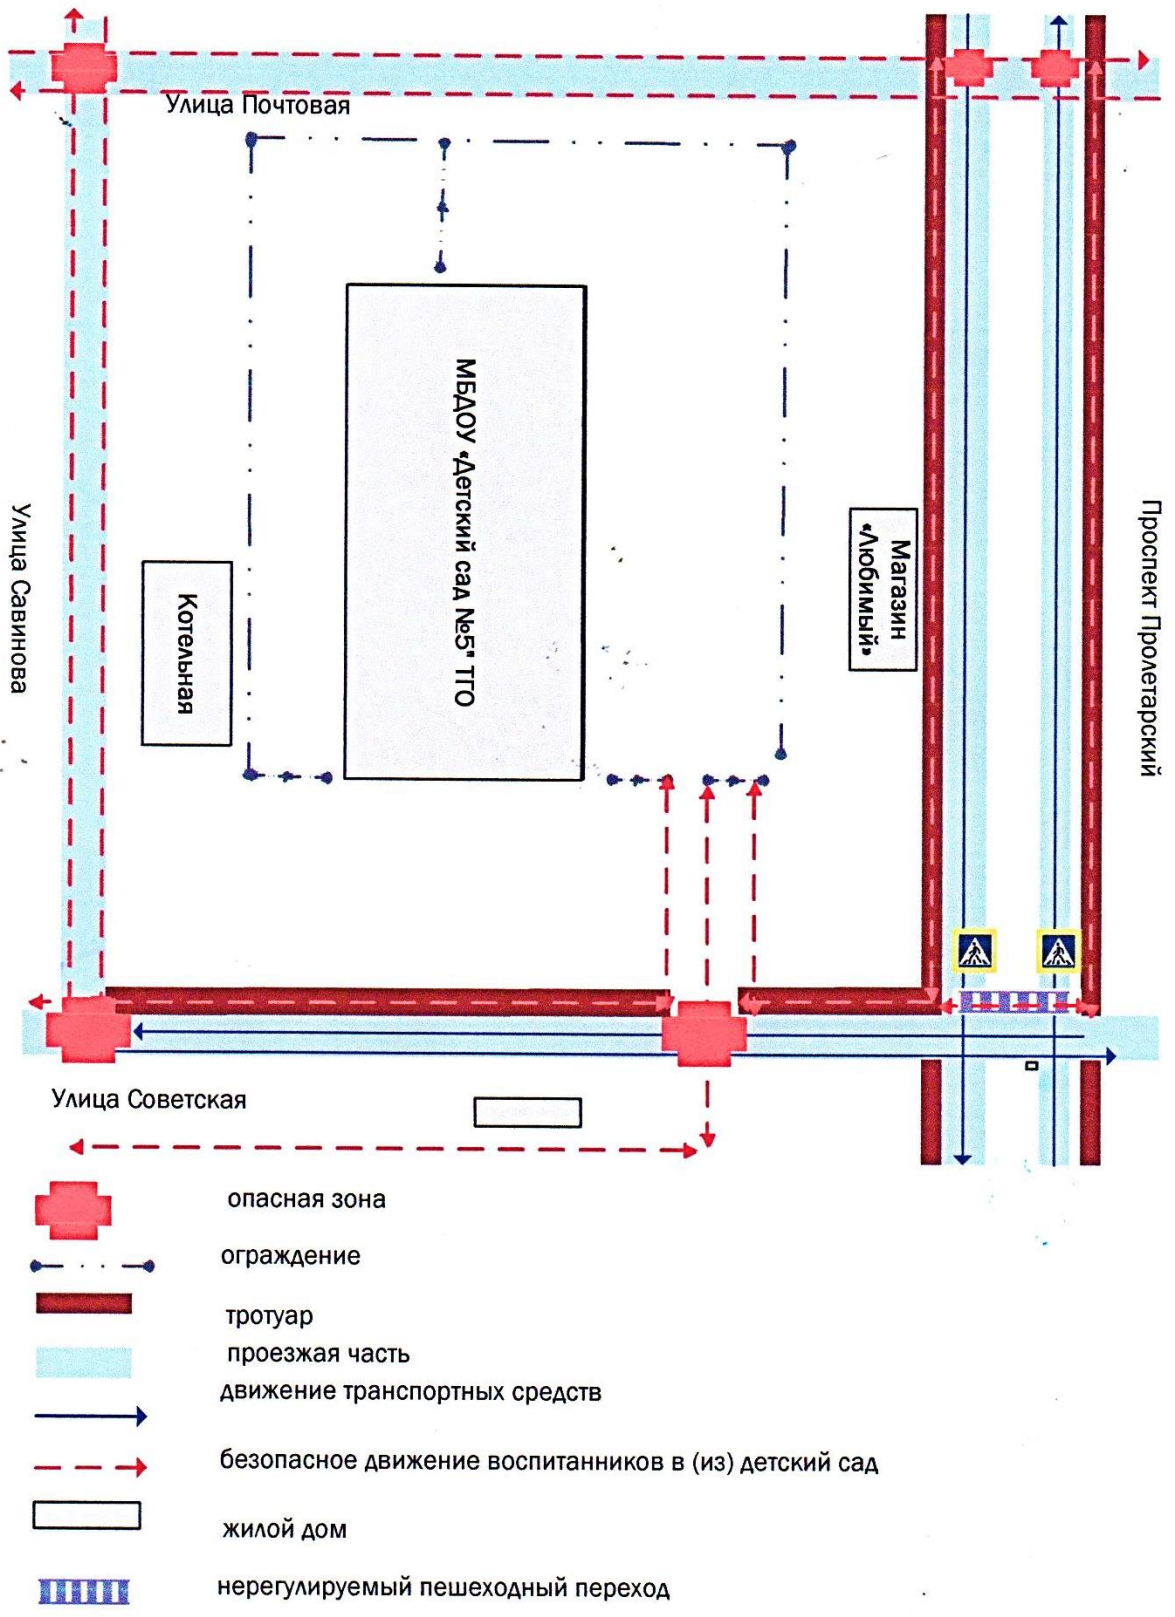 Улица Почтовая
МБДОУ «Детский сад №5" ТГО
Магазин
«Любимый»
Проспект Пролетарский
Улица Савинова
Котельная
Улица Советская
опасная зона
ограждение
тротуар
проезжая часть
движение транспортных средств
безопасное движение воспитанников в (из) детский сад
жилой дом
нерегулируемый пешеходный переход